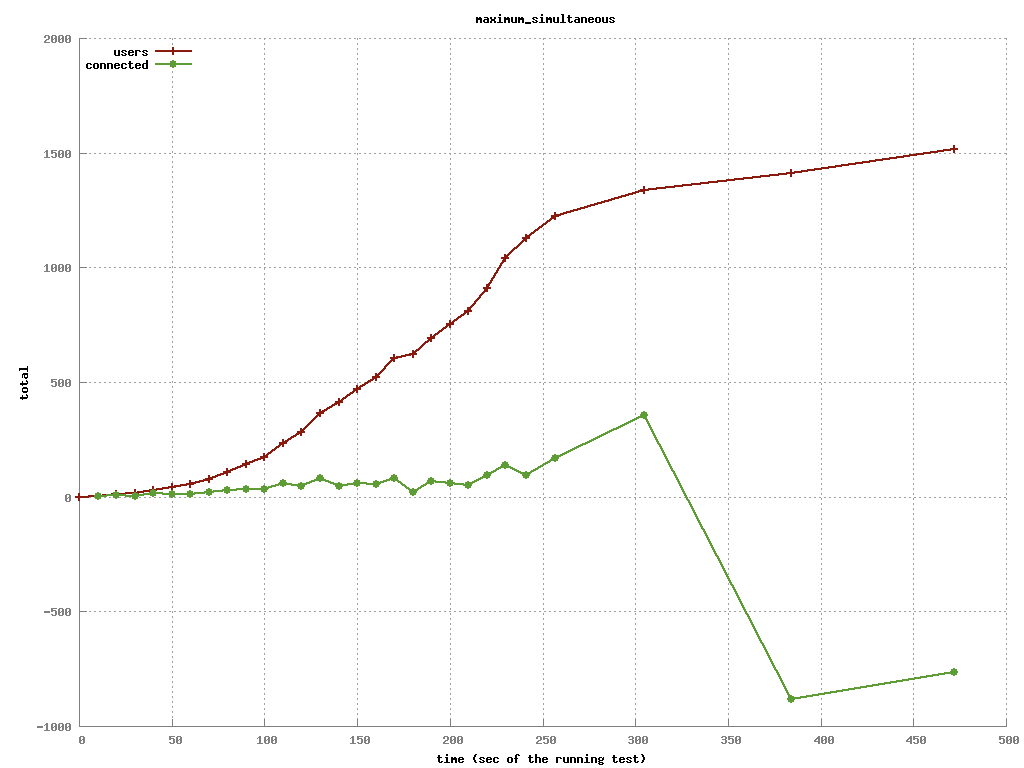 maximum_simultaneous
users
connected
2000
1500
1000
500
0
-500
-1000
total
0 50 100 150 200 250 300 350 400 450 500
time (sec of the running test)